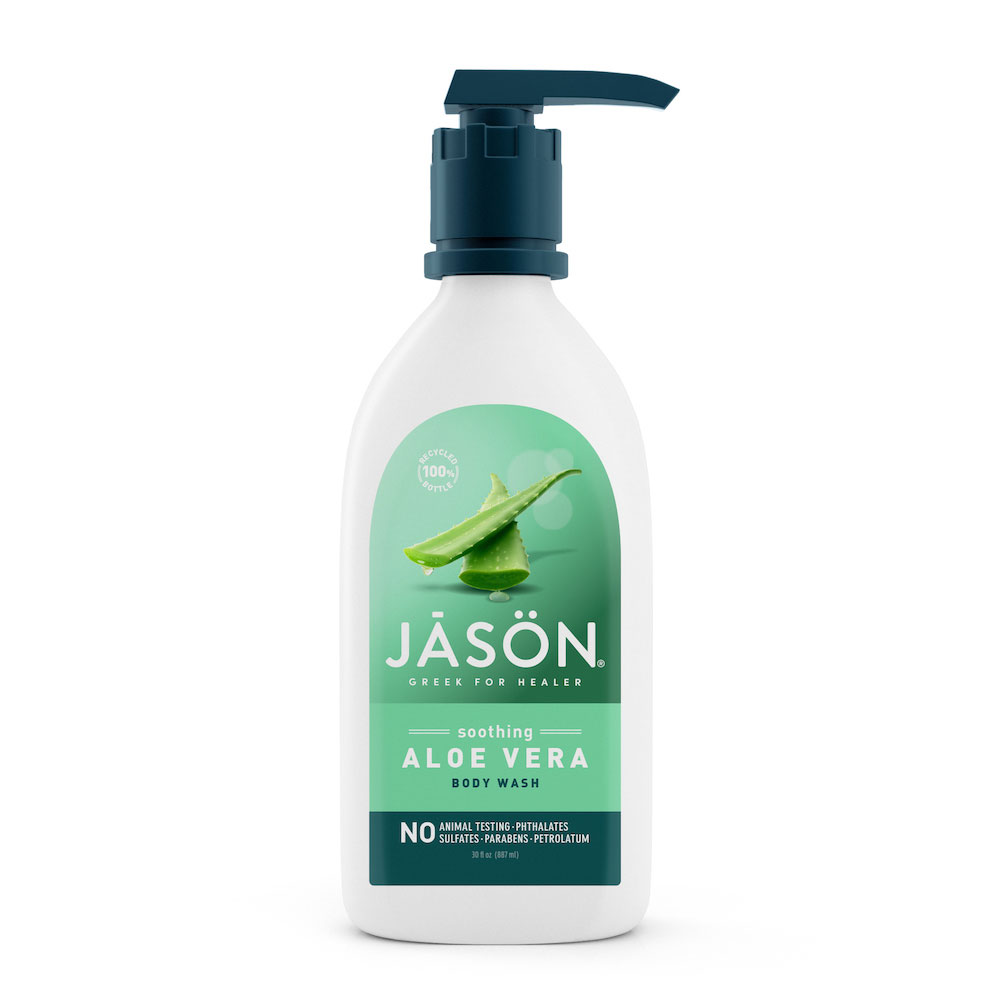 RECYCLED
100%
BOTTLE
JĀSÖN®
GREEK FOR HEALER
soothing
ALOE VERA
BODY WASH
NO ANIMAL TESTING · PHTHALATES
SULFATES · PARABENS · PETROLATUM
30 fl oz (887 ml)